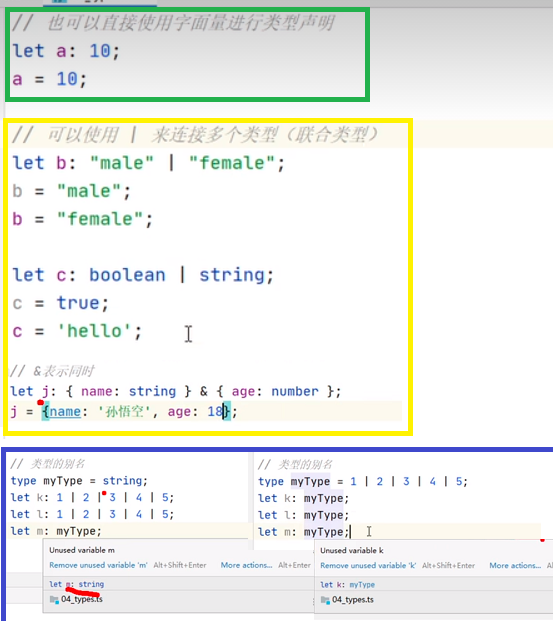 // 也可以直接使用字面量进行类型声明
let a: 10;
a = 10;
// 可以使用 | 来连接多个类型（联合类型）
let b: "male" | "female";
b = "male";
b = "female";
let c: boolean | string;
c = true;
c = 'hello';
// &表示同时
let j: { name: string } & { age: number };
j = {name: '孙悟空', age: 18};
// 类型的别名
type myType = string;
let k: 1 | 2 | 3 | 4 | 5;
let l: 1 | 2 | 3 | 4 | 5;
let m: myType;
Unused variable m
Remove unused variable 'm' Alt+Shift+Enter More actions... Alt+Enter
let m: string
04_types.ts
// 类型的别名
type myType = 1 | 2 | 3 | 4 | 5;
let k: myType;
let l: myType;
let m: myType;
Unused variable k
Remove unused variable 'k' Alt+Shift+Enter More actions... Alt+
let k: myType
04_types.ts